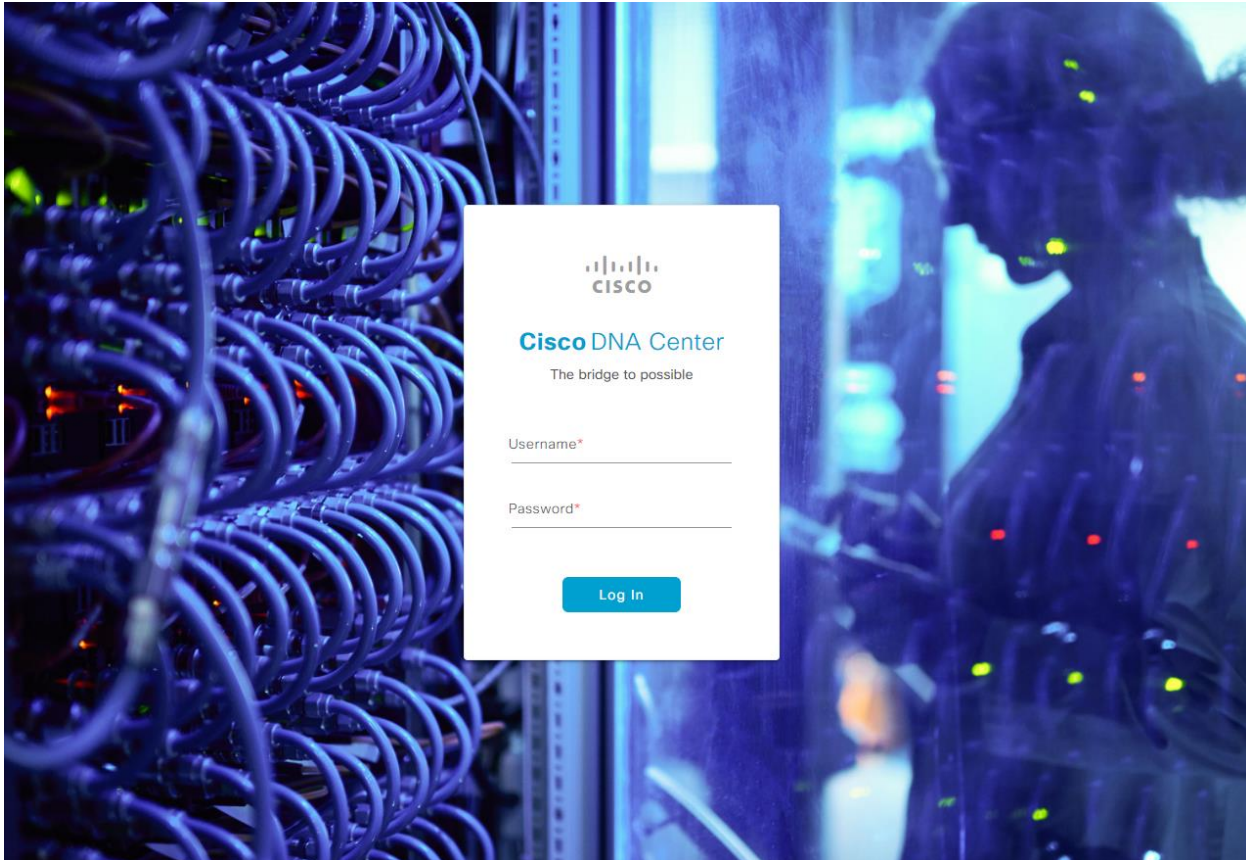 CISCO
Cisco DNA Center
The bridge to possible
Username*
Password*
Log In